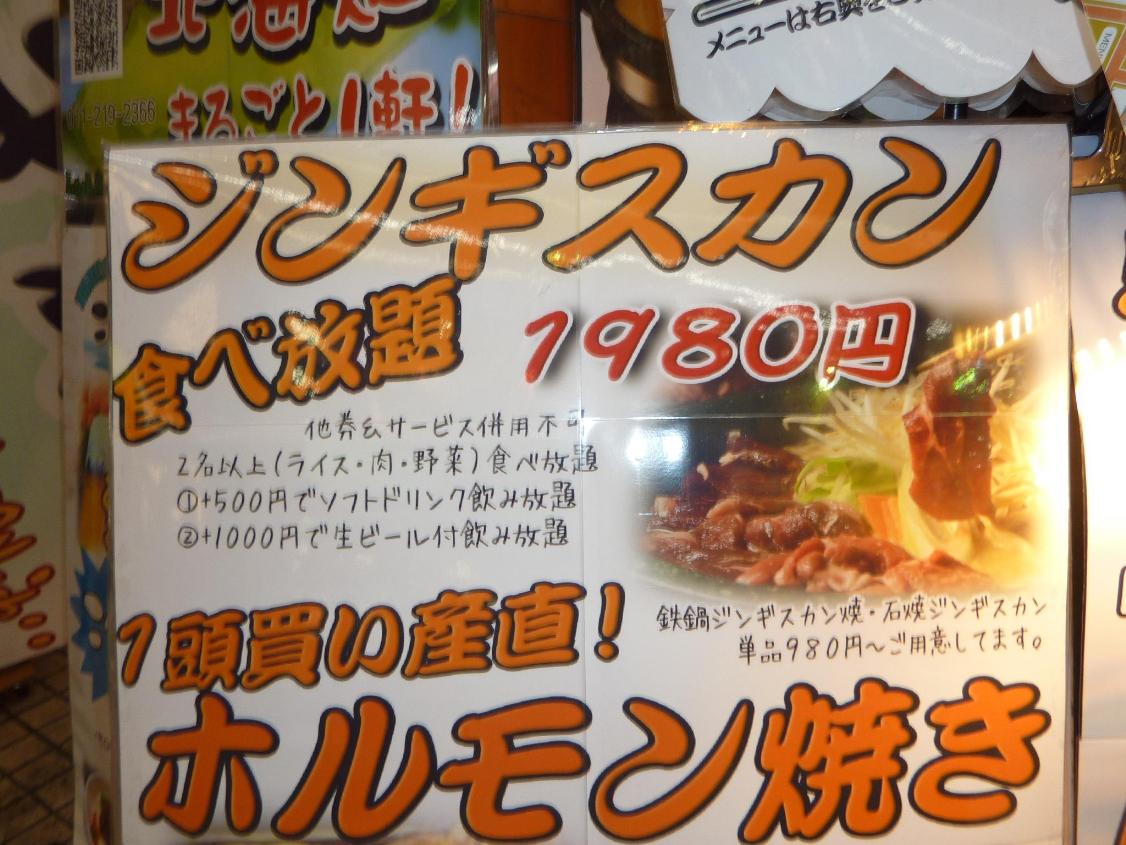 まるごと1軒!
011-219-2366
メニューは右奥を
ジンギスカン
食べ放題 1980円
他券&サービス併用不可
2名以上(ライス・肉・野菜)食べ放題
①+500円でソフトドリンク飲み放題
②+1000円で生ビール付飲み放題
鉄鍋ジンギスカン焼・石焼ジンギスカン
単品980円～ご用意してます。
1頭買い産直!
ホルモン焼き